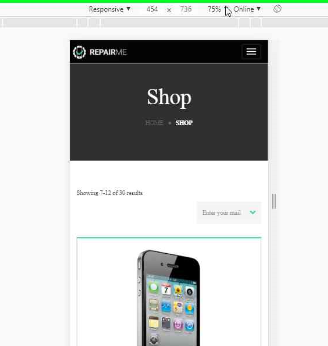 Responsive ▼ 454 × 736 75% ▼ Online ▼
REPAIRME
Shop
HOME • SHOP
Showing 7-12 of 36 results
Enter your mail